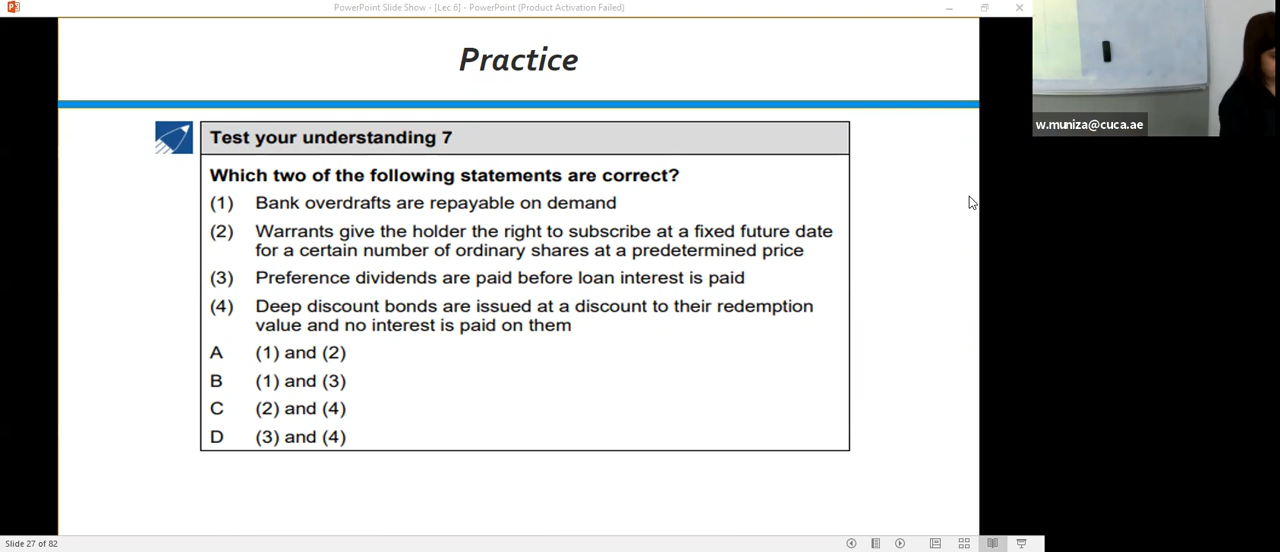 PowerPoint Slide Show - [Lec 6] - PowerPoint (Product Activation Failed)
Practice
w.muniza@cuca.ae
Test your understanding 7
Which two of the following statements are correct?
(1) Bank overdrafts are repayable on demand
(2) Warrants give the holder the right to subscribe at a fixed future date
for a certain number of ordinary shares at a predetermined price
(3) Preference dividends are paid before loan interest is paid
(4) Deep discount bonds are issued at a discount to their redemption
value and no interest is paid on them
A (1) and (2)
B (1) and (3)
C (2) and (4)
D (3) and (4)
Slide 27 of 82